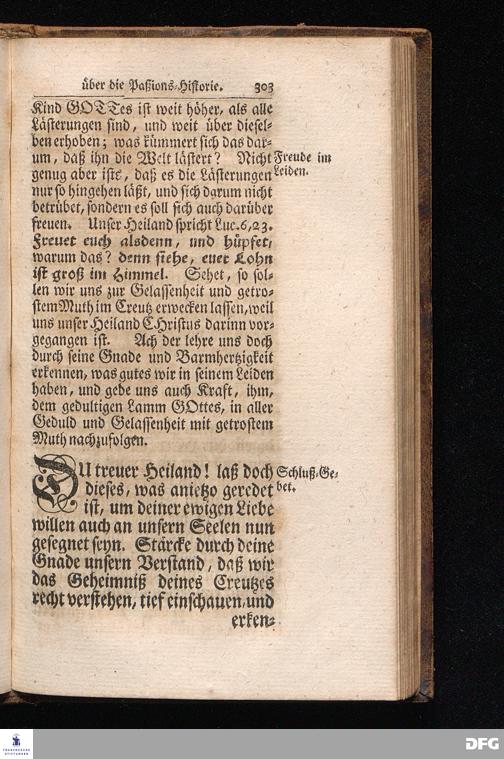 über die Paßions-Historie. 303
Kind GOTTes ist weit höher, als alle
Lästerungen sind, und weit über diesel-
ben erhoben; was kümmert sich das dar-
um, daß ihn die Welt lästert? Nicht
Freude im
Leiden.
genug aber ists, daß es die Lästerungen
nur so hingehen läßt, und sich darum nicht
betrübet, sondern es soll sich auch darüber
freuen. Unser Heiland spricht Luc. 6, 23.
Freuet euch alsdenn, und hüpfet,
warum das? denn siehe, euer Lohn
ist groß im Himmel. Sehet, so sol-
len wir uns zur Gelassenheit und getro-
stem Muth im Creutz erwecken lassen, weil
uns unser Heiland CHristus darinn vor-
gegangen ist. Ach der lehre uns doch
durch seine Gnade und Barmhertzigkeit
erkennen, was gutes wir in seinem Leiden
haben, und gebe uns auch Kraft, ihm,
dem gedultigen Lamm GOttes, in aller
Geduld und Gelassenheit mit getrostem
Muth nachzufolgen.
DU treuer Heiland! laß doch
Schluß-Ge-
bet.
dieses, was anietzo geredet
ist, um deiner ewigen Liebe
willen auch an unsern Seelen nun
gesegnet seyn. Stärcke durch deine
Gnade unsern Verstand, daß wir
das Geheimniß deines Creutzes
recht verstehen, tief einschauen, und
erken-
FRANCKESCHE
STIFTUNGEN
DFG